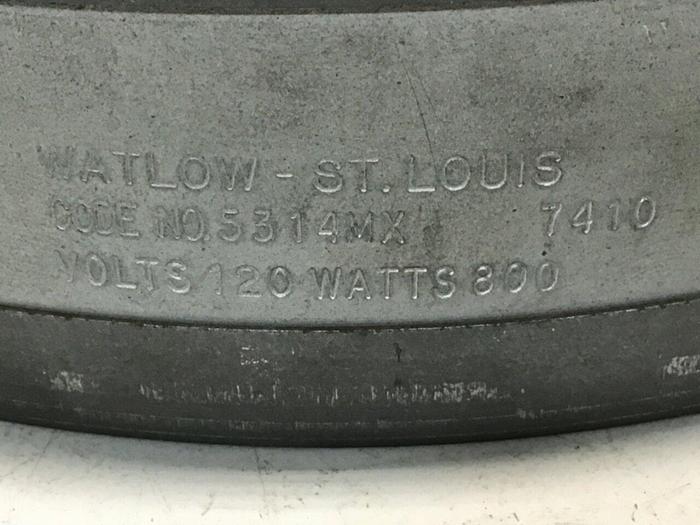 WATLOW - ST. LOUIS
CODE NO. 5314MX 7410
VOLTS 120 WATTS 800